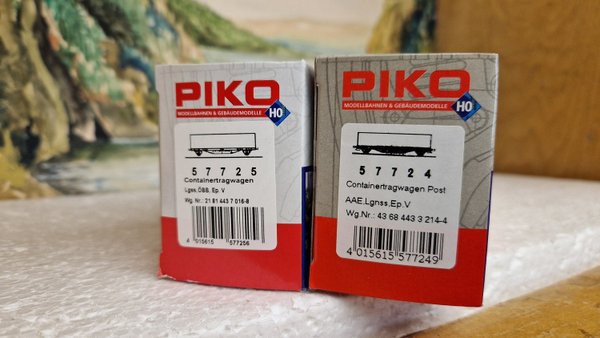 PIKO
MODELLBAHNEN & GEBÄUDEMODELLE
H0
5 7 7 2 5
Containertragwagen
Lgss,ÖBB, Ep. V
Wg. Nr.: 21 81 443 7 016-8
4 015615 577256
PIKO
MODELLBAHNEN & GEBÄUDEMODELLE
H0
5 7 7 2 4
Containertragwagen Post
AAE,Lgnss,Ep.V
Wg.Nr.: 43 68 443 3 214-4
4 015615 577249